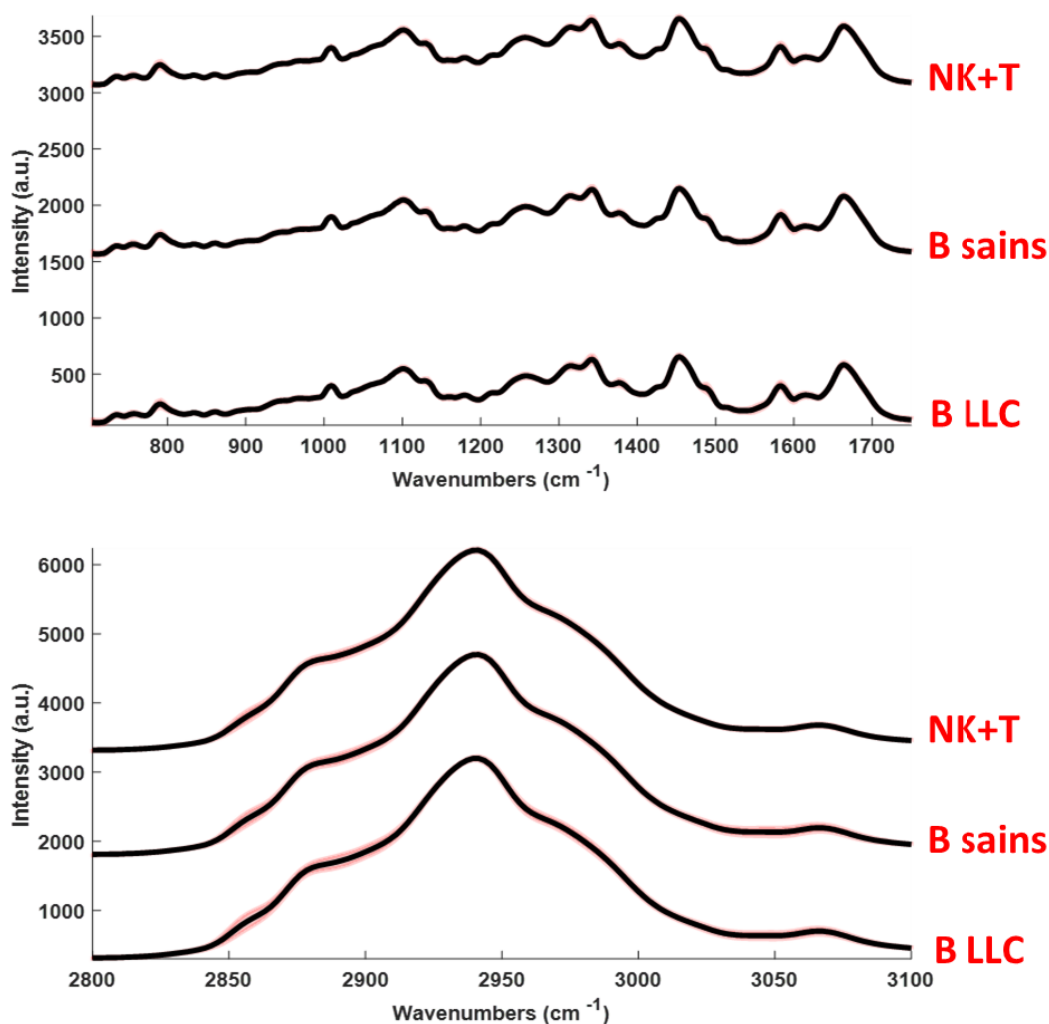 3500
3000
2500
2000
1500
1000
500
Intensity (a.u.)
800 900 1000 1100 1200 1300 1400 1500 1600 1700
Wavenumbers (cm -1)
NK+T
B sains
B LLC
6000
5000
4000
3000
2000
1000
Intensity (a.u.)
2800 2850 2900 2950 3000 3050 3100
Wavenumbers (cm -1)
NK+T
B sains
B LLC